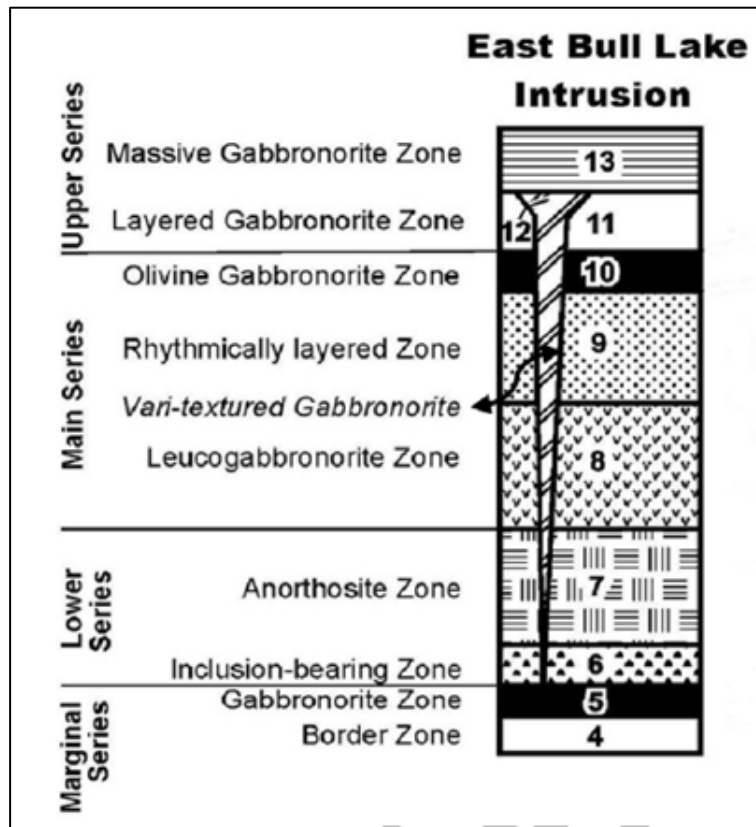 East Bull Lake
Intrusion
Upper Series
Massive Gabbronorite Zone
13
Layered Gabbronorite Zone
12
11
Main Series
Olivine Gabbronorite Zone
10
Rhythmically layered Zone
9
Vari-textured Gabbronorite
Leucogabbronorite Zone
8
Lower
Series
Anorthosite Zone
7
Inclusion-bearing Zone
6
Marginal
Series
Gabbronorite Zone
5
Border Zone
4